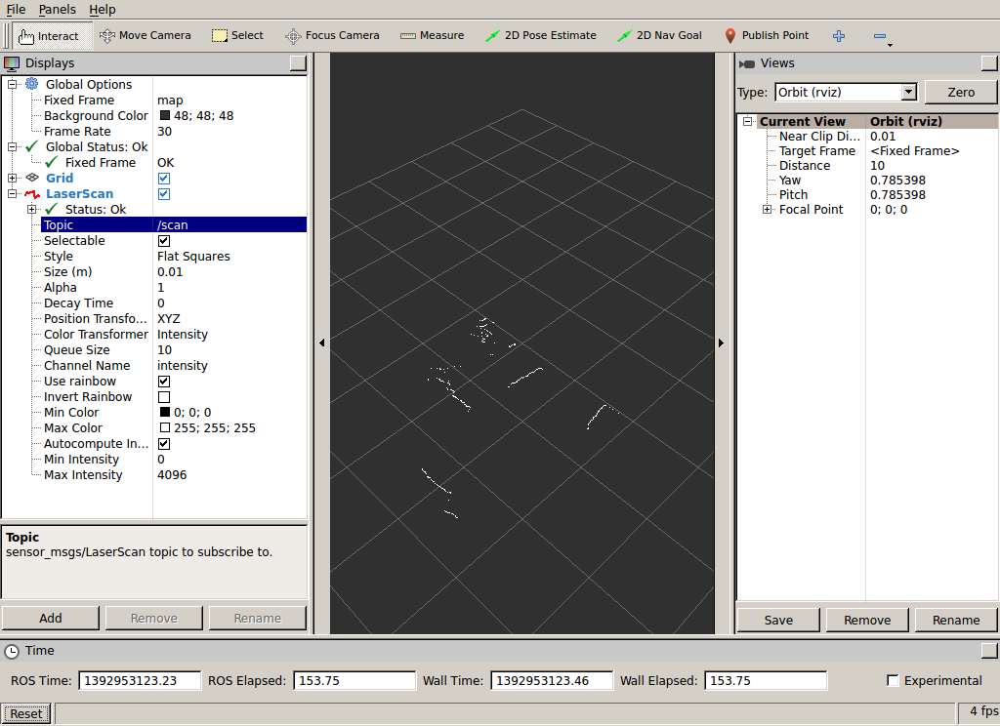 File Panels Help
Interact Move Camera Select Focus Camera Measure 2D Pose Estimate 2D Nav Goal Publish Point
Displays
Global Options
Fixed Frame map
Background Color 48; 48; 48
Frame Rate 30
Global Status: Ok
Fixed Frame OK
Grid
LaserScan
Status: Ok
Topic /scan
Selectable
Style Flat Squares
Size (m) 0.01
Alpha 1
Decay Time 0
Position Transfo... XYZ
Color Transformer Intensity
Queue Size 10
Channel Name intensity
Use rainbow
Invert Rainbow
Min Color 0; 0; 0
Max Color 255; 255; 255
Autocompute In...
Min Intensity 0
Max Intensity 4096
Topic
sensor_msgs/LaserScan topic to subscribe to.
Add Remove Rename
Views
Type: Orbit (rviz) Zero
Current View Orbit (rviz)
Near Clip Di... 0.01
Target Frame <Fixed Frame>
Distance 10
Yaw 0.785398
Pitch 0.785398
Focal Point 0; 0; 0
Save Remove Rename
Time
ROS Time: 1392953123.23 ROS Elapsed: 153.75 Wall Time: 1392953123.46 Wall Elapsed: 153.75 Experimental
Reset 4 fps